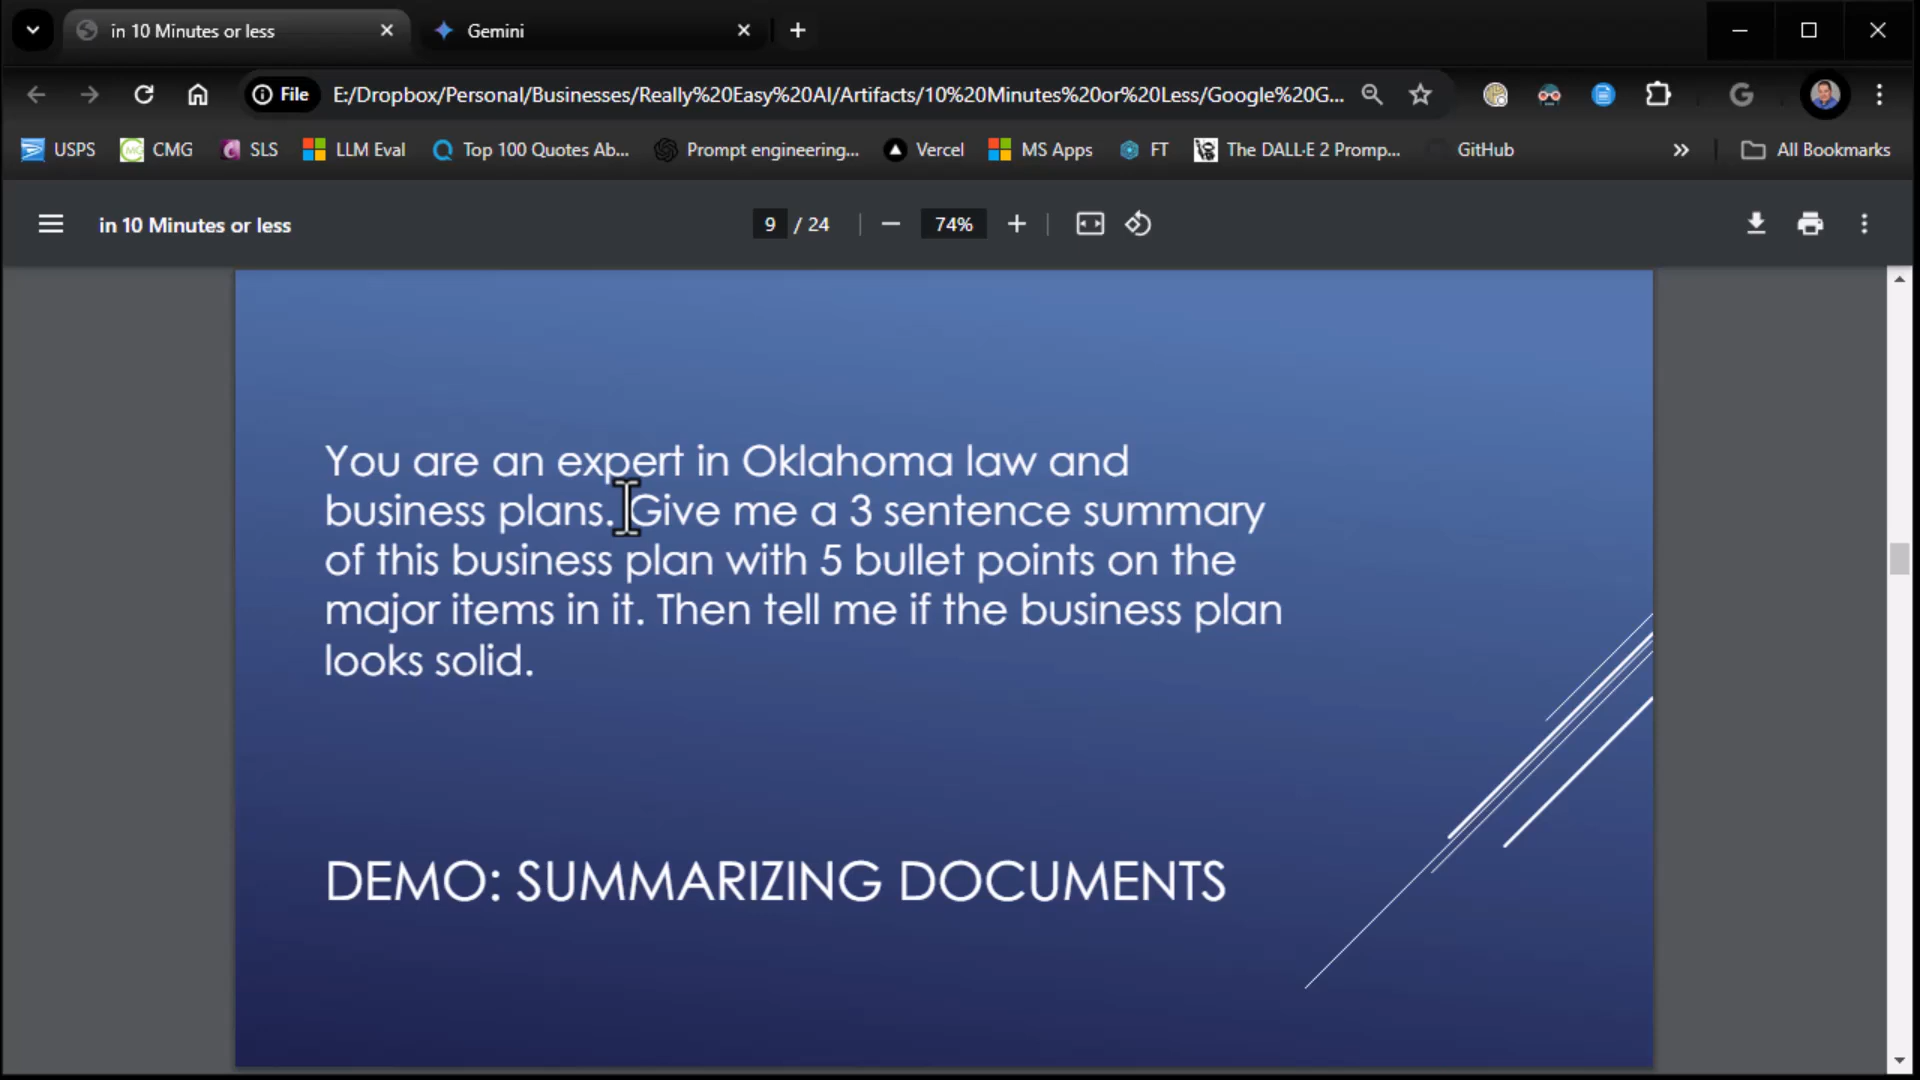 in 10 Minutes or less
Gemini
File
E:/Dropbox/Personal/Businesses/Really%20Easy%20AI/Artifacts/10%20Minutes%20or%20Less/Google%20G...
USPS
CMG
SLS
LLM Eval
Top 100 Quotes Ab...
Prompt engineering...
Vercel
MS Apps
FT
The DALL·E 2 Promp...
GitHub
All Bookmarks
in 10 Minutes or less
9 / 24
74%
You are an expert in Oklahoma law and
business plans. Give me a 3 sentence summary
of this business plan with 5 bullet points on the
major items in it. Then tell me if the business plan
looks solid.
DEMO: SUMMARIZING DOCUMENTS